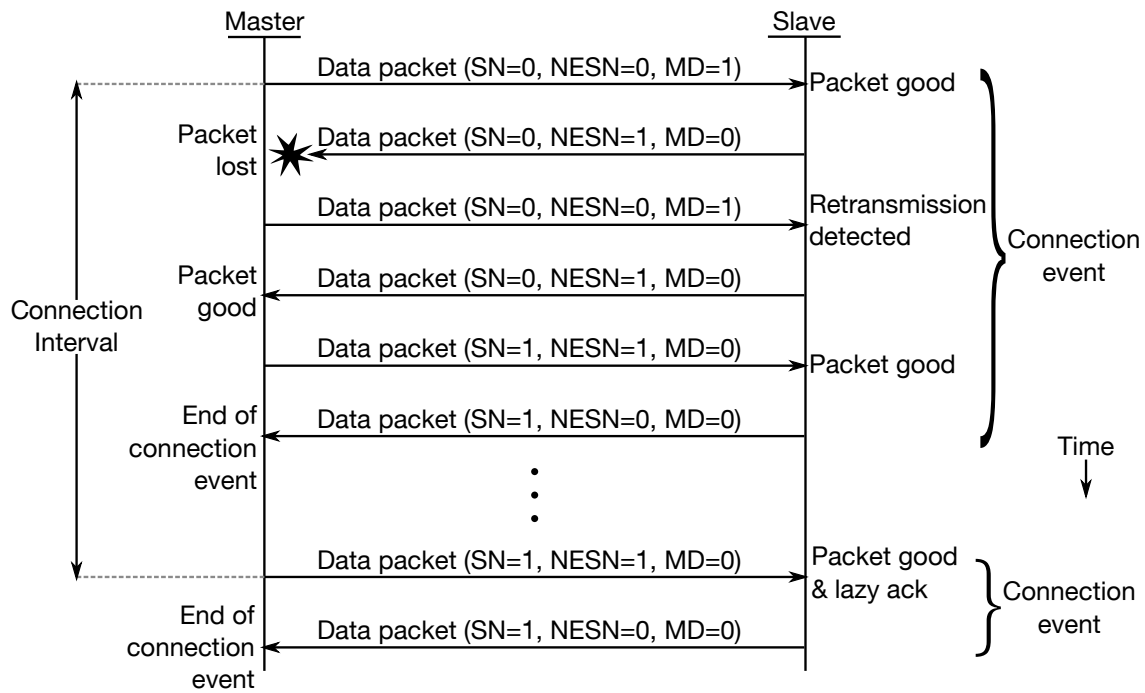 Master
Slave
Data packet (SN=0, NESN=0, MD=1)
Packet good
Packet
lost
Data packet (SN=0, NESN=1, MD=0)
Data packet (SN=0, NESN=0, MD=1)
Retransmission
detected
Connection
event
Packet
good
Data packet (SN=0, NESN=1, MD=0)
Connection
Interval
Data packet (SN=1, NESN=1, MD=0)
Packet good
End of
connection
event
Data packet (SN=1, NESN=0, MD=0)
Time
Data packet (SN=1, NESN=1, MD=0)
Packet good
& lazy ack
Connection
event
End of
connection
event
Data packet (SN=1, NESN=0, MD=0)